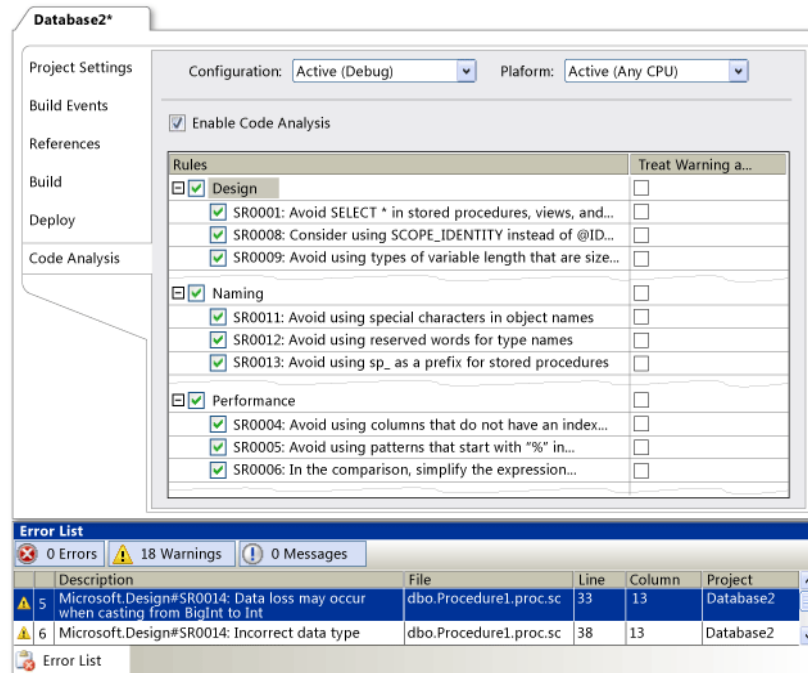 Database2*
Project Settings
Build Events
References
Build
Deploy
Code Analysis
Configuration: Active (Debug) Plaform: Active (Any CPU)
Enable Code Analysis
Rules Treat Warning a...
Design
SR0001: Avoid SELECT * in stored procedures, views, and...
SR0008: Consider using SCOPE_IDENTITY instead of @ID...
SR0009: Avoid using types of variable length that are size...
Naming
SR0011: Avoid using special characters in object names
SR0012: Avoid using reserved words for type names
SR0013: Avoid using sp_ as a prefix for stored procedures
Performance
SR0004: Avoid using columns that do not have an index...
SR0005: Avoid using patterns that start with "%" in...
SR0006: In the comparison, simplify the expression...
Error List
0 Errors 18 Warnings 0 Messages
Description File Line Column Project
5 Microsoft.Design#SR0014: Data loss may occur dbo.Procedure1.proc.sc 33 13 Database2
when casting from BigInt to Int
6 Microsoft.Design#SR0014: Incorrect data type dbo.Procedure1.proc.sc 38 13 Database2
Error List